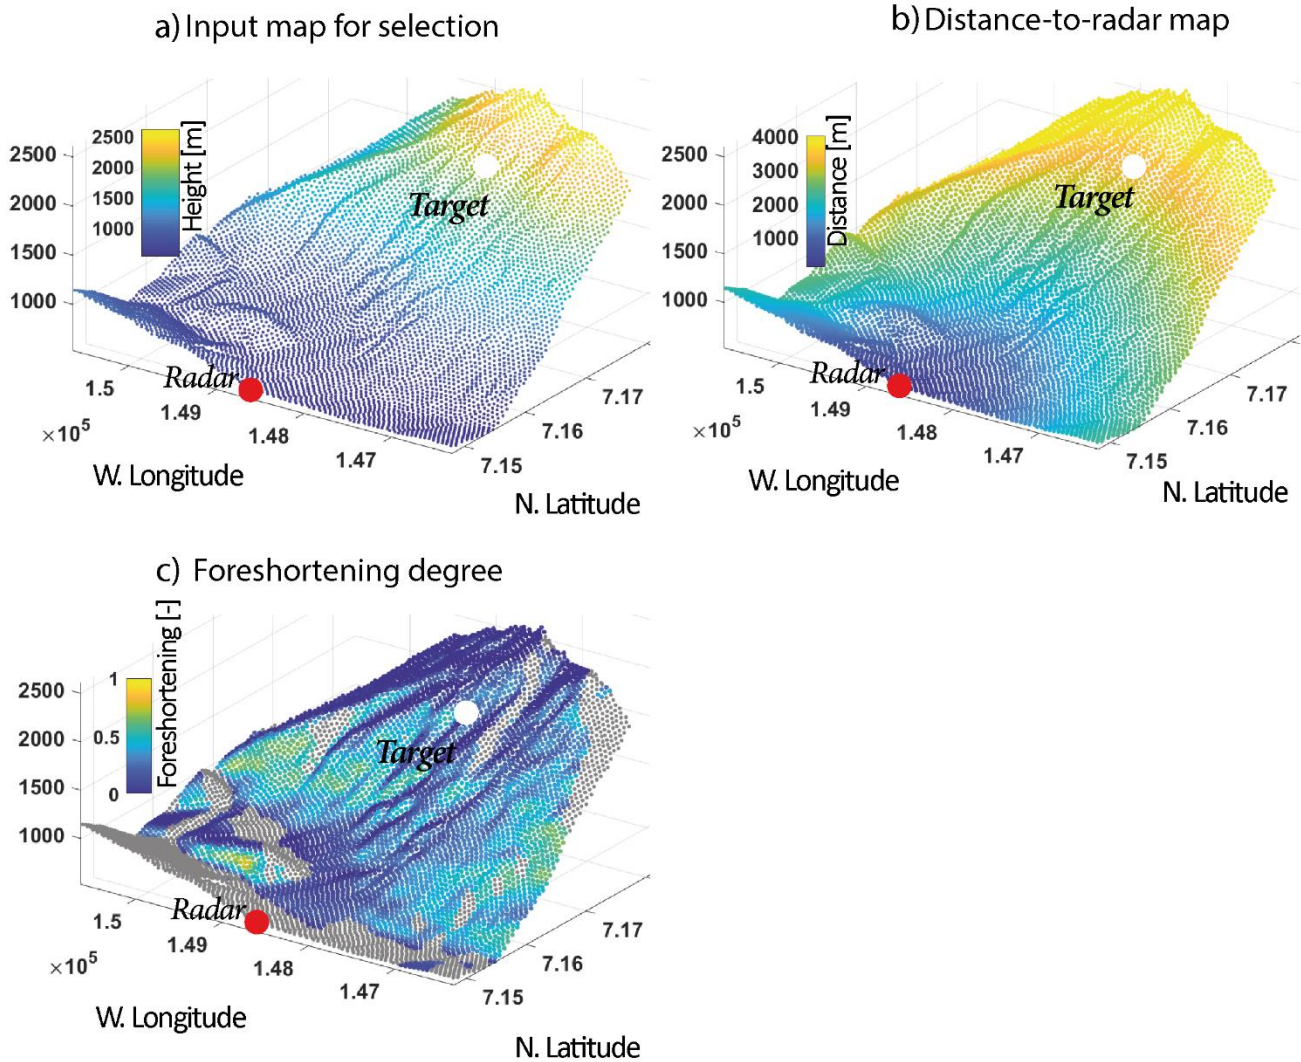 a) Input map for selection
2500
2000
1500
1000
Height [m]
2500
2000
1500
1000
Target
Radar
1.5
1.49
1.48
1.47
×10⁵
7.17
7.16
7.15
W. Longitude
N. Latitude
b) Distance-to-radar map
4000
3000
2000
1000
Distance [m]
2500
2000
1500
1000
Target
Radar
1.5
1.49
1.48
1.47
×10⁵
7.17
7.16
7.15
W. Longitude
N. Latitude
c) Foreshortening degree
1
0.5
0
Foreshortening [-]
2500
2000
1500
1000
Target
Radar
1.5
1.49
1.48
1.47
×10⁵
7.17
7.16
7.15
W. Longitude
N. Latitude